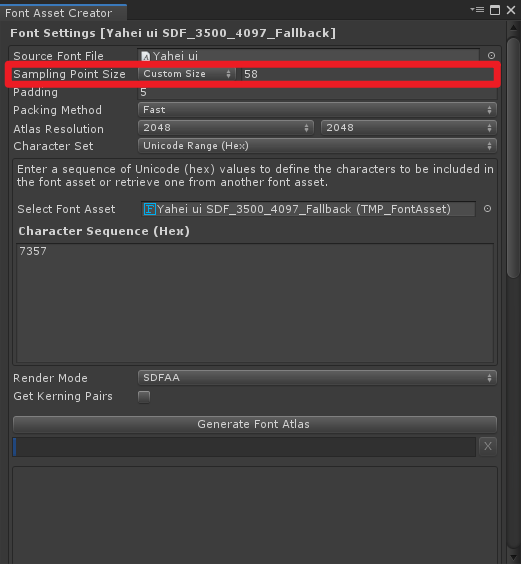 Font Asset Creator
Font Settings [Yahei ui SDF_3500_4097_Fallback]
Source Font File Yahei ui
Sampling Point Size Custom Size 58
Padding 5
Packing Method Fast
Atlas Resolution 2048 2048
Character Set Unicode Range (Hex)
Enter a sequence of Unicode (hex) values to define the characters to be included in
the font asset or retrieve one from another font asset.
Select Font Asset Yahei ui SDF_3500_4097_Fallback (TMP_FontAsset)
Character Sequence (Hex)
7357
Render Mode SDFAA
Get Kerning Pairs
Generate Font Atlas
X